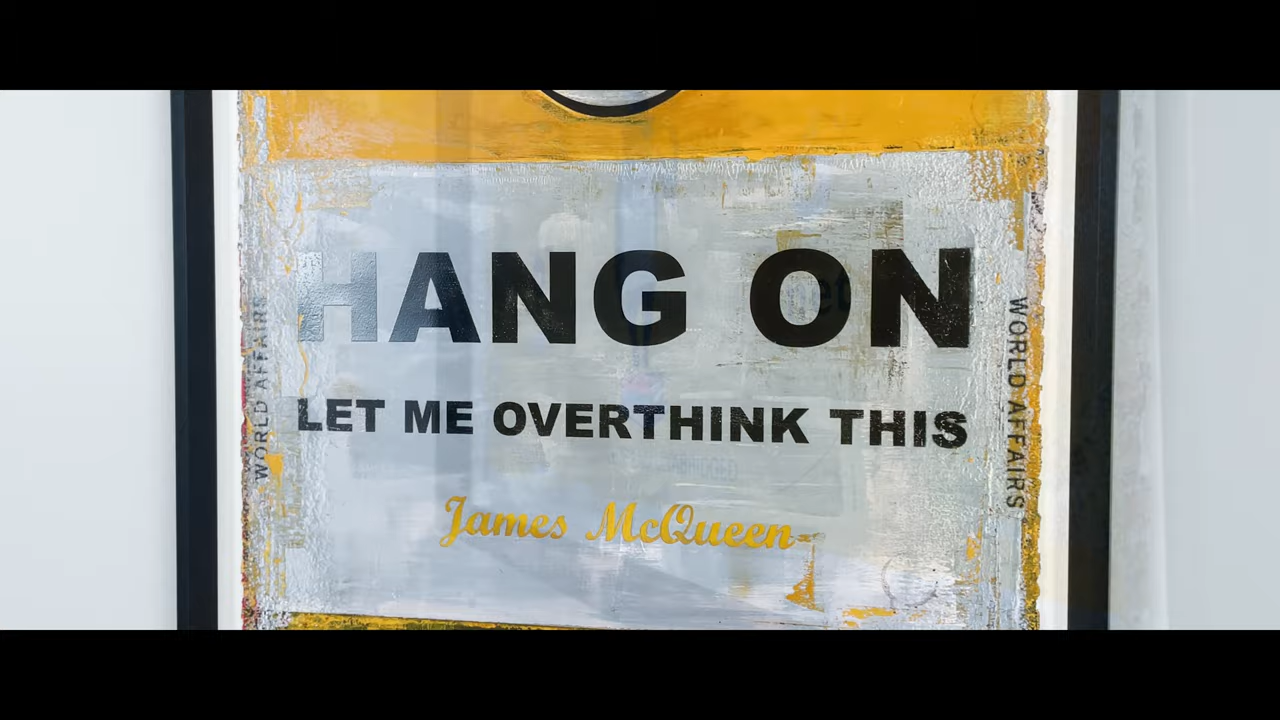 HANG ON
LET ME OVERTHINK THIS
James McQueen
WORLD AFFAIRS
WORLD AFFAIRS